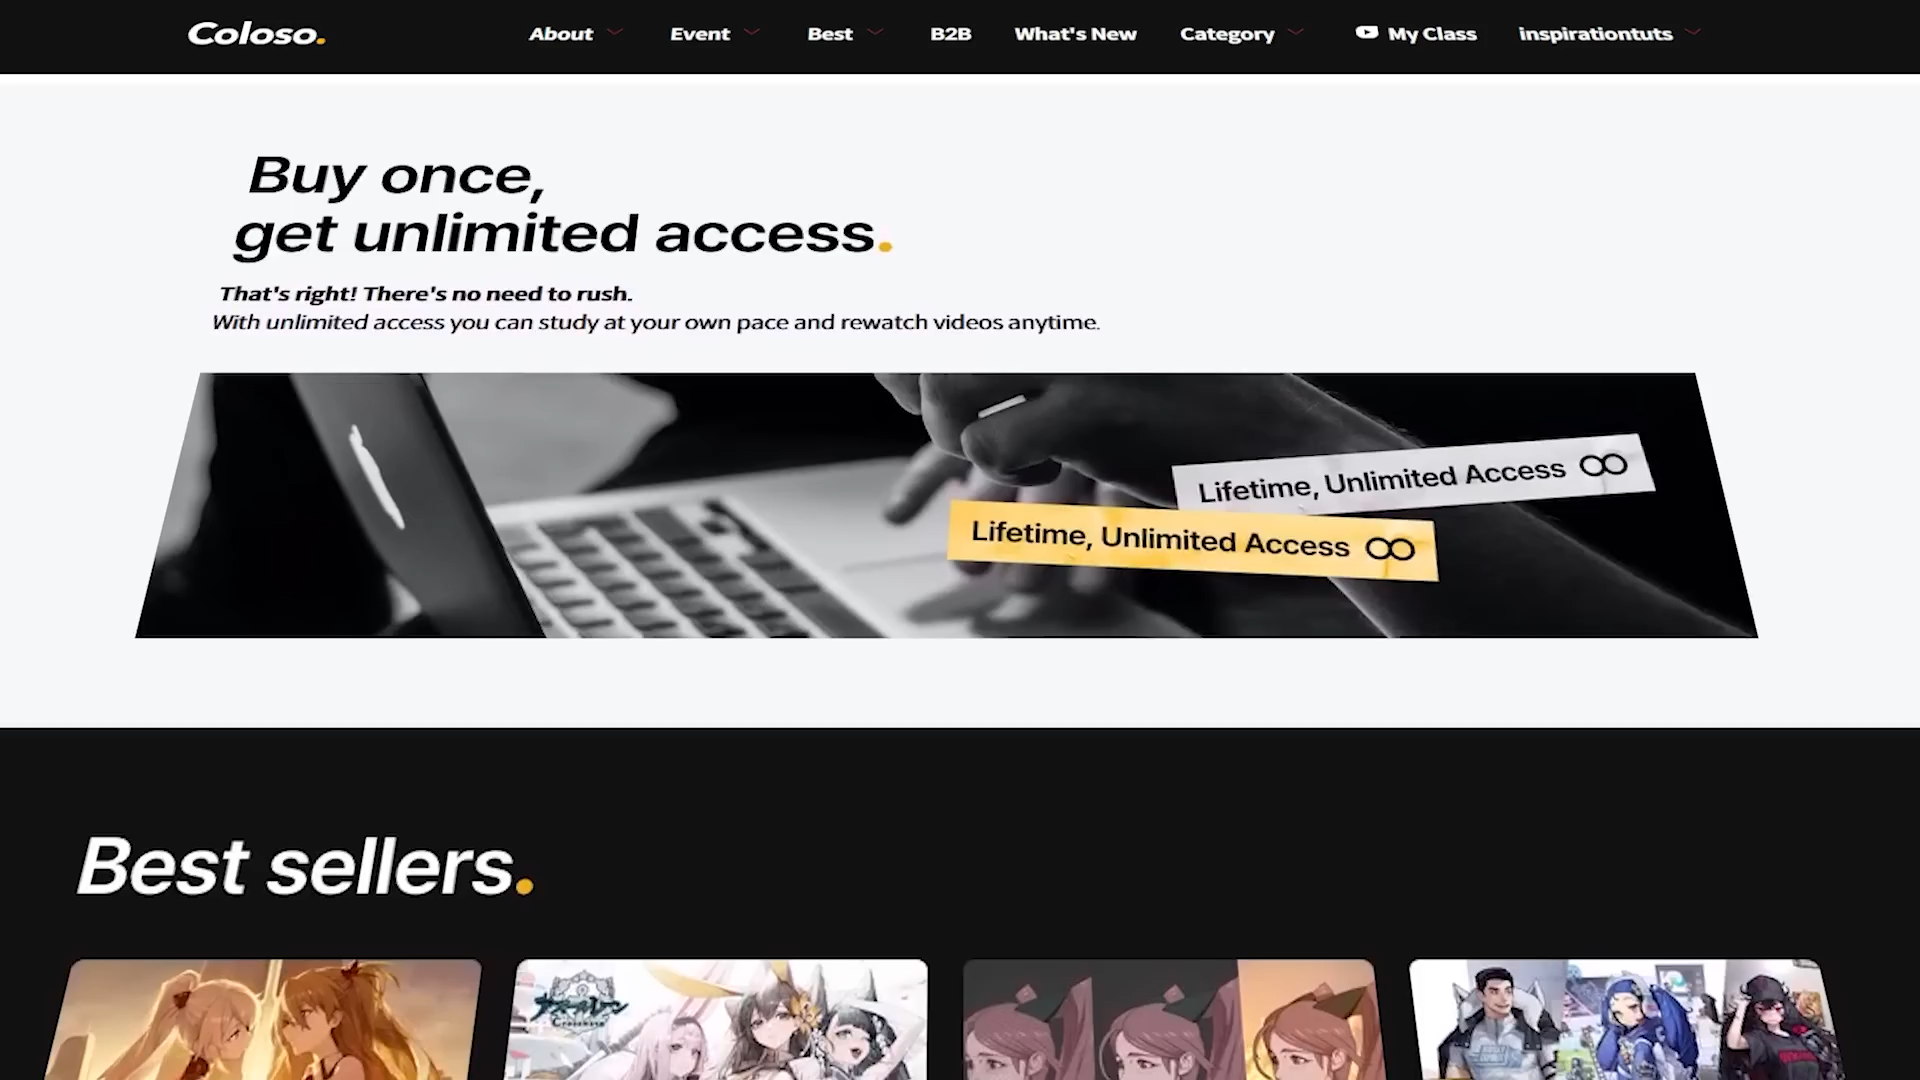 Coloso.
About
Event
Best
B2B
What's New
Category
My Class
inspirationtuts
Buy once,
get unlimited access.
That's right! There's no need to rush.
With unlimited access you can study at your own pace and rewatch videos anytime.
Lifetime, Unlimited Access
Lifetime, Unlimited Access
Best sellers.